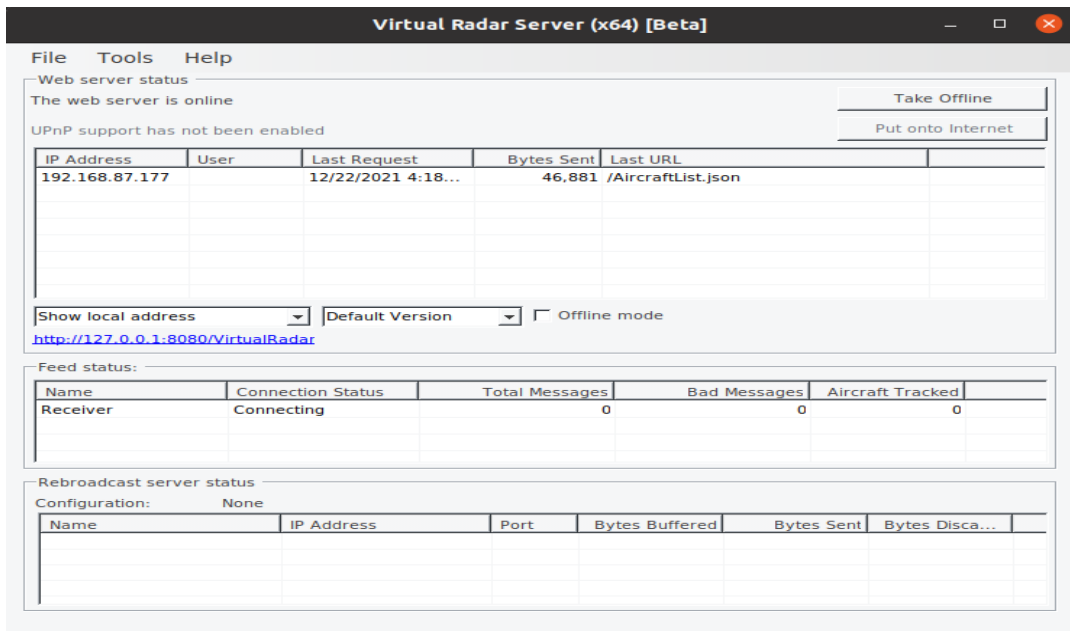 Virtual Radar Server (x64) [Beta]
File Tools Help
Web server status
The web server is online
Take Offline
UPnP support has not been enabled
Put onto Internet
IP Address User Last Request Bytes Sent Last URL
192.168.87.177 12/22/2021 4:18... 46,881 /AircraftList.json
Show local address Default Version Offline mode
http://127.0.0.1:8080/VirtualRadar
Feed status:
Name Connection Status Total Messages Bad Messages Aircraft Tracked
Receiver Connecting 0 0 0
Rebroadcast server status
Configuration: None
Name IP Address Port Bytes Buffered Bytes Sent Bytes Disca...